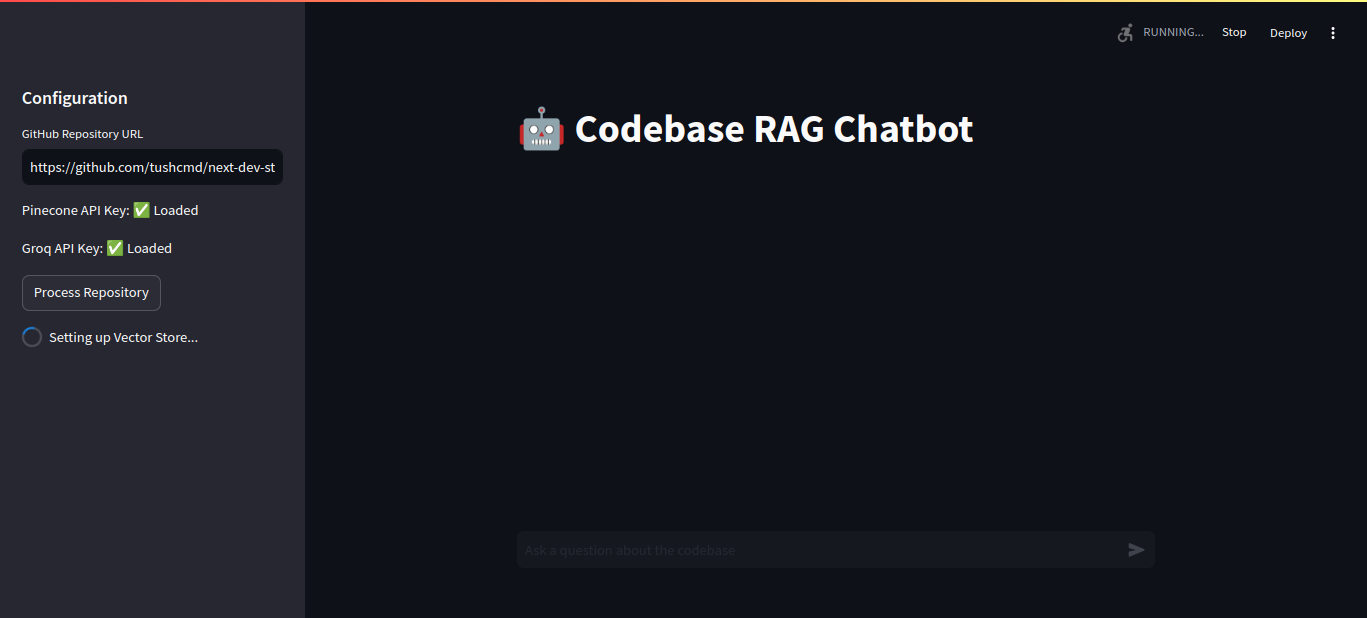 RUNNING...
Stop
Deploy
Configuration
GitHub Repository URL
https://github.com/tushcmd/next-dev-st
Pinecone API Key: ✅ Loaded
Groq API Key: ✅ Loaded
Process Repository
Setting up Vector Store...
🤖 Codebase RAG Chatbot
Ask a question about the codebase